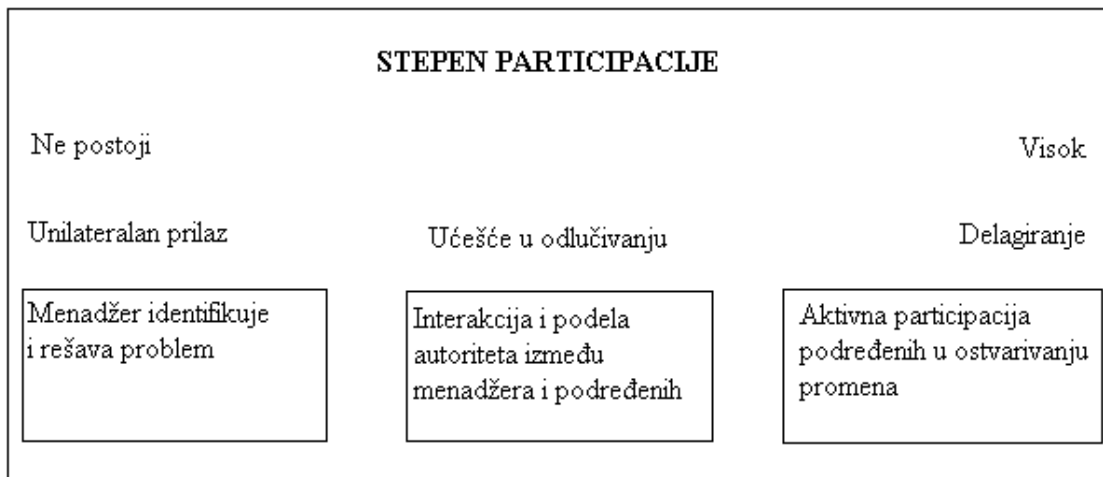 STEPEN PARTICIPACIJE
Ne postoji
Visok
Unilateralan prilaz
Ućešće u odlučivanju
Delagiranje
Menadžer identifikuje
i rešava problem
Interakcija i podela
autoriteta između
menadžera i podređenih
Aktivna participacija
podređenih u ostvarivanju
promena